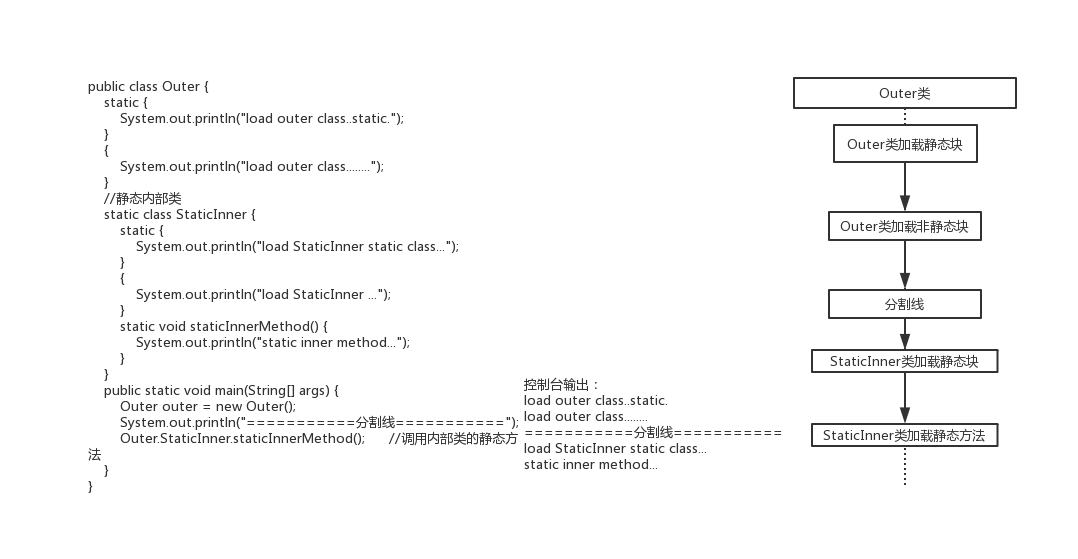 public class Outer {
static {
System.out.println("load outer class..static.");
}
{
System.out.println("load outer class........");
}
//静态内部类
static class StaticInner {
static {
System.out.println("load StaticInner static class...");
}
{
System.out.println("load StaticInner ...");
}
static void staticInnerMethod() {
System.out.println("static inner method...");
}
}
public static void main(String[] args) {
Outer outer = new Outer();
System.out.println("===========分割线===========");
Outer.StaticInner.staticInnerMethod(); //调用内部类的静态方
法
}
}
控制台输出：
load outer class..static.
load outer class........
===========分割线===========
load StaticInner static class...
static inner method...
Outer类
Outer类加载静态块
Outer类加载非静态块
分割线
StaticInner类加载静态块
StaticInner类加载静态方法